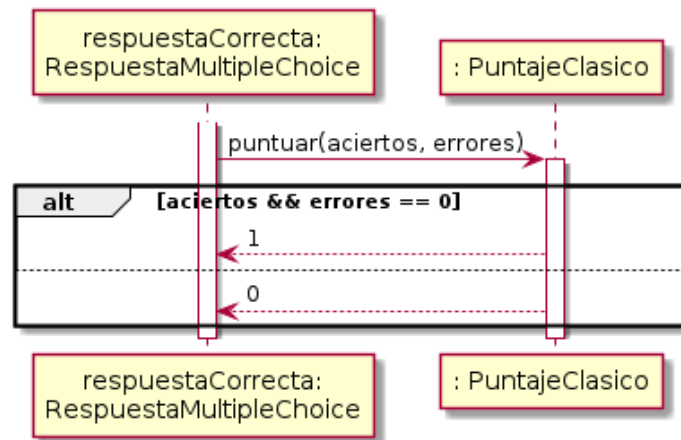 respuestaCorrecta:
RespuestaMultipleChoice
: PuntajeClasico
puntuar(aciertos, errores)
alt
[aciertos && errores == 0]
1
0
respuestaCorrecta:
RespuestaMultipleChoice
: PuntajeClasico